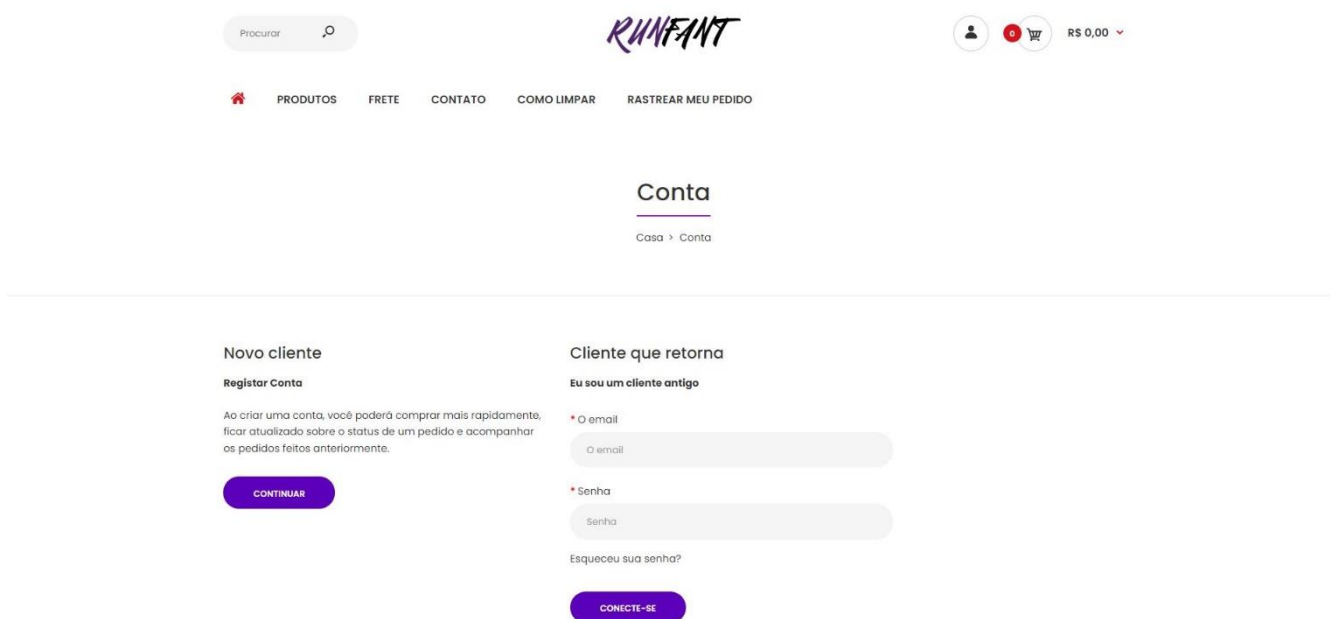 Procurar
RUNFANT
0
R$ 0,00
PRODUTOS FRETE CONTATO COMO LIMPAR RASTREAR MEU PEDIDO
Conta
Casa > Conta
Novo cliente
Registar Conta
Ao criar uma conta, você poderá comprar mais rapidamente,
ficar atualizado sobre o status de um pedido e acompanhar
os pedidos feitos anteriormente.
CONTINUAR
Cliente que retorna
Eu sou um cliente antigo
* O email
O email
* Senha
Senha
Esqueceu sua senha?
CONECTE-SE